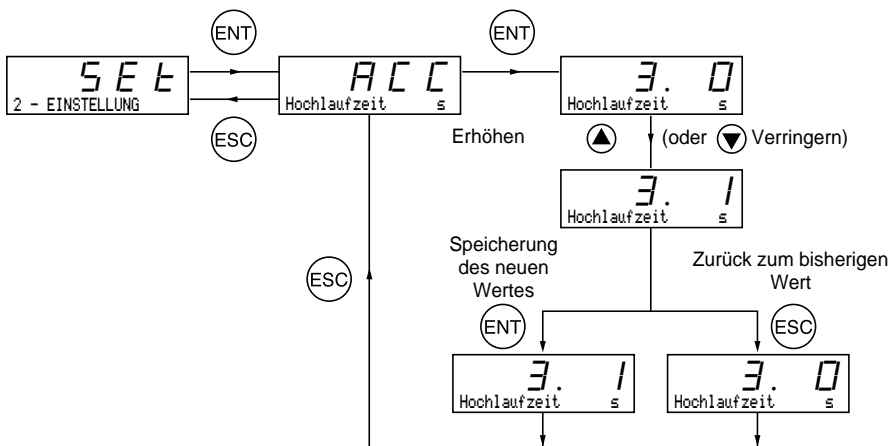 ENT
ENT
SEt
2 - EINSTELLUNG
ACC
Hochlaufzeit s
3. 0
Hochlaufzeit s
ESC
Erhöhen
(oder
Verringern)
3. 1
Hochlaufzeit s
Speicherung
des neuen
Wertes
Zurück zum bisherigen
Wert
ESC
ENT
ESC
3. 1
Hochlaufzeit s
3. 0
Hochlaufzeit s